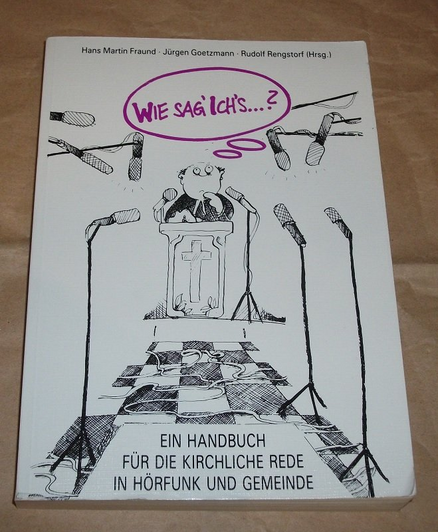 Hans Martin Fraund · Jürgen Goetzmann · Rudolf Rengstorf (Hrsg.)
WIE SAG' ICH'S...?
EIN HANDBUCH
FÜR DIE KIRCHLICHE REDE
IN HÖRFUNK UND GEMEINDE